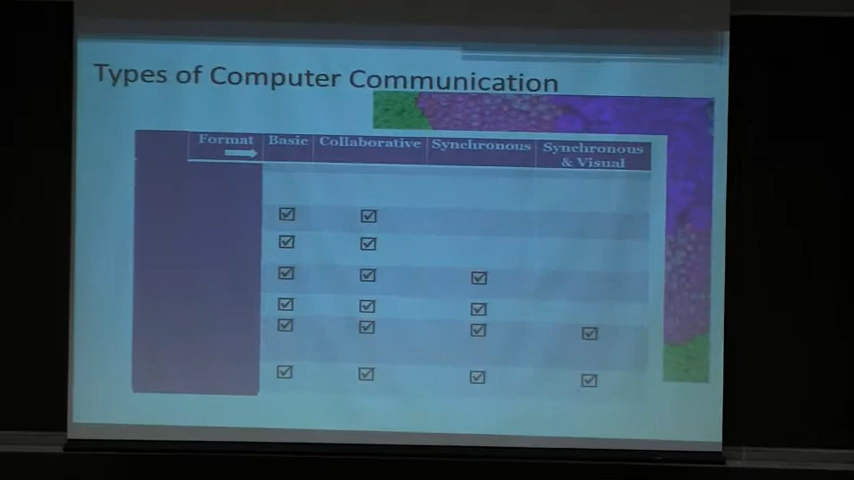 Types of Computer Communication
Format Basic Collaborative Synchronous Synchronous
& Visual